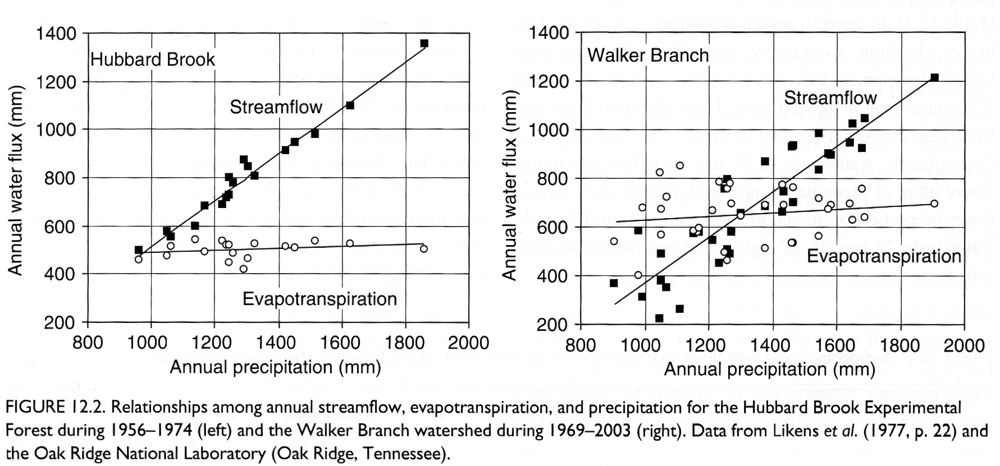 Hubbard Brook
Streamflow
Evapotranspiration
Annual water flux (mm)
1400
1200
1000
800
600
400
200
800 1000 1200 1400 1600 1800 2000
Annual precipitation (mm)
Walker Branch
Streamflow
Evapotranspiration
Annual water flux (mm)
1400
1200
1000
800
600
400
200
800 1000 1200 1400 1600 1800 2000
Annual precipitation (mm)
FIGURE 12.2. Relationships among annual streamflow, evapotranspiration, and precipitation for the Hubbard Brook Experimental
Forest during 1956–1974 (left) and the Walker Branch watershed during 1969–2003 (right). Data from Likens et al. (1977, p. 22) and
the Oak Ridge National Laboratory (Oak Ridge, Tennessee).